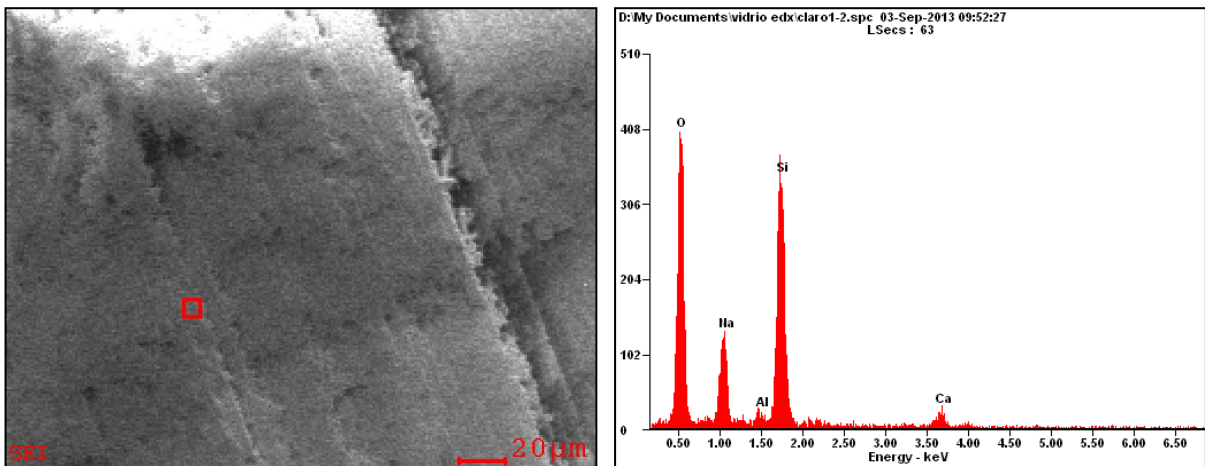 SEI
20µm
D:\My Documents\vidrio edx\claro1-2.spc 03-Sep-2013 09:52:27
LSecs : 63
510
408
306
204
102
0
O
Na
Al
Si
Ca
0.50 1.00 1.50 2.00 2.50 3.00 3.50 4.00 4.50 5.00 5.50 6.00 6.50
Energy - keV